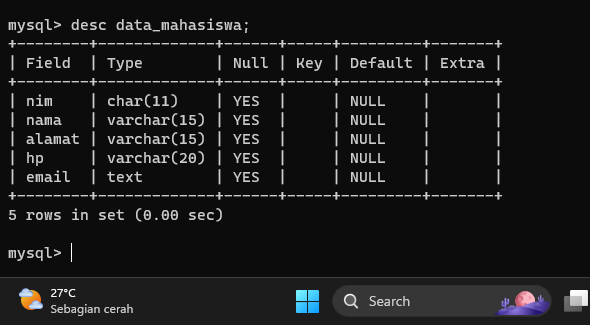 mysql> desc data_mahasiswa;
+--------+-------------+------+-----+---------+-------+
| Field  | Type        | Null | Key | Default | Extra |
+--------+-------------+------+-----+---------+-------+
| nim    | char(11)    | YES  |     | NULL    |       |
| nama   | varchar(15) | YES  |     | NULL    |       |
| alamat | varchar(15) | YES  |     | NULL    |       |
| hp     | varchar(20) | YES  |     | NULL    |       |
| email  | text        | YES  |     | NULL    |       |
+--------+-------------+------+-----+---------+-------+
5 rows in set (0.00 sec)
mysql>
27°C
Sebagian cerah
Search